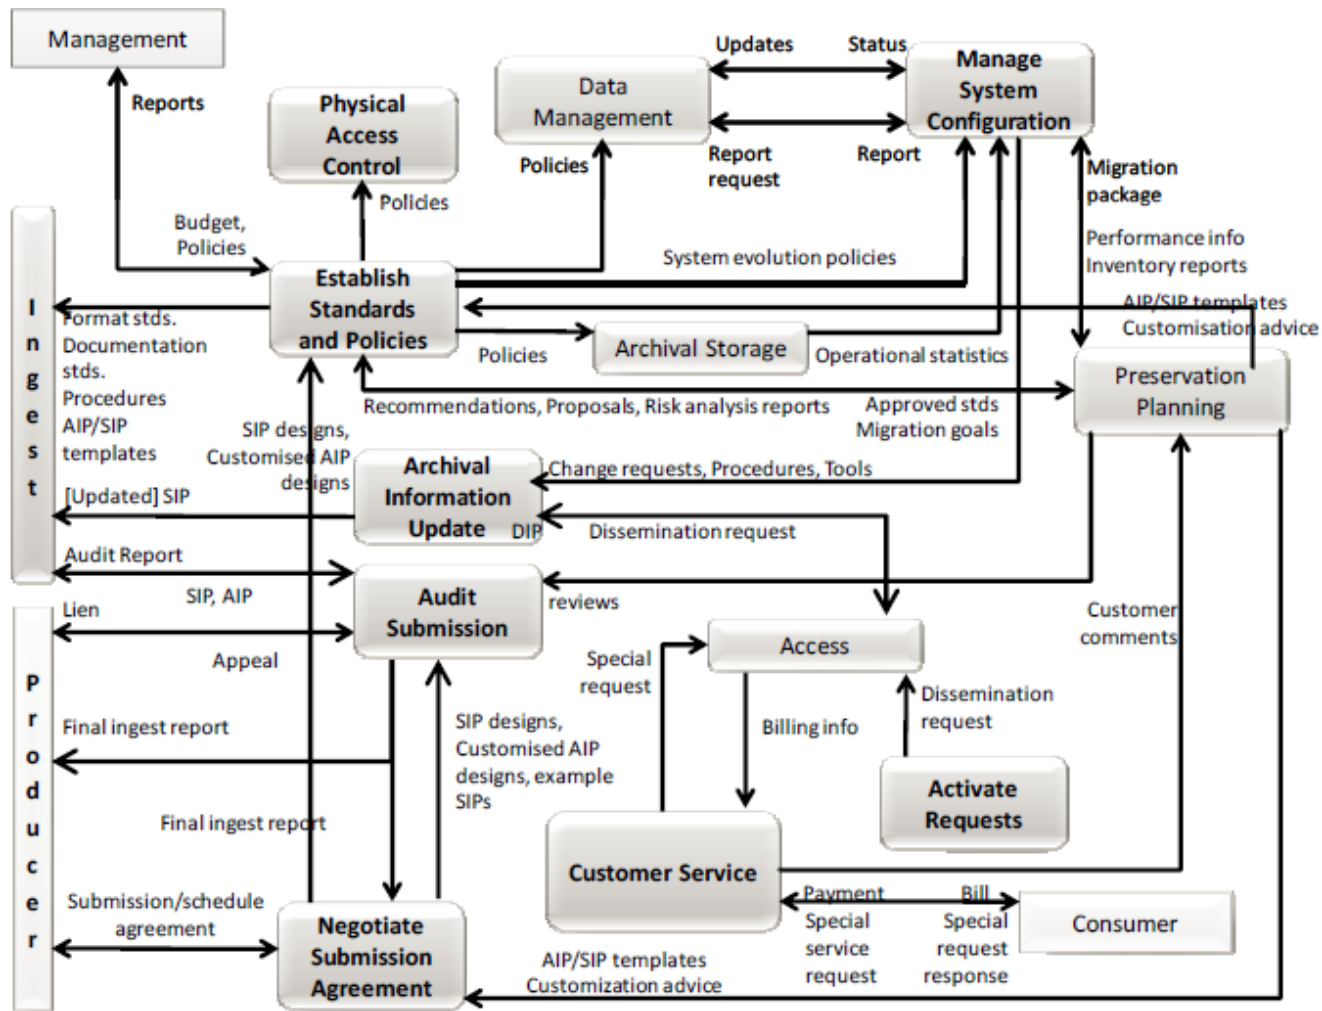 Management
Reports
Physical
Access
Control
Policies
Budget,
Policies
Data
Management
Policies
Updates
Status
Report
request
Report
Manage
System
Configuration
Migration
package
Performance info
Inventory reports
System evolution policies
Establish
Standards
and Policies
AIP/SIP templates
Customisation advice
Policies
Archival Storage
Operational statistics
Preservation
Planning
Ingest
Format stds.
Documentation
stds.
Procedures
AIP/SIP
templates
Recommendations, Proposals, Risk analysis reports
Approved stds
Migration goals
SIP designs,
Customised AIP
designs
Archival
Information
Update
Change requests, Procedures, Tools
[Updated] SIP
DIP
Dissemination request
Audit Report
SIP, AIP
Audit
Submission
reviews
Lien
Appeal
Producer
Customer
comments
Access
Special
request
Dissemination
request
Billing info
Final ingest report
SIP designs,
Customised AIP
designs, example
SIPs
Activate
Requests
Final ingest report
Customer Service
Payment
Special
service
request
Bill
Special
request
response
Consumer
Submission/schedule
agreement
Negotiate
Submission
Agreement
AIP/SIP templates
Customization advice